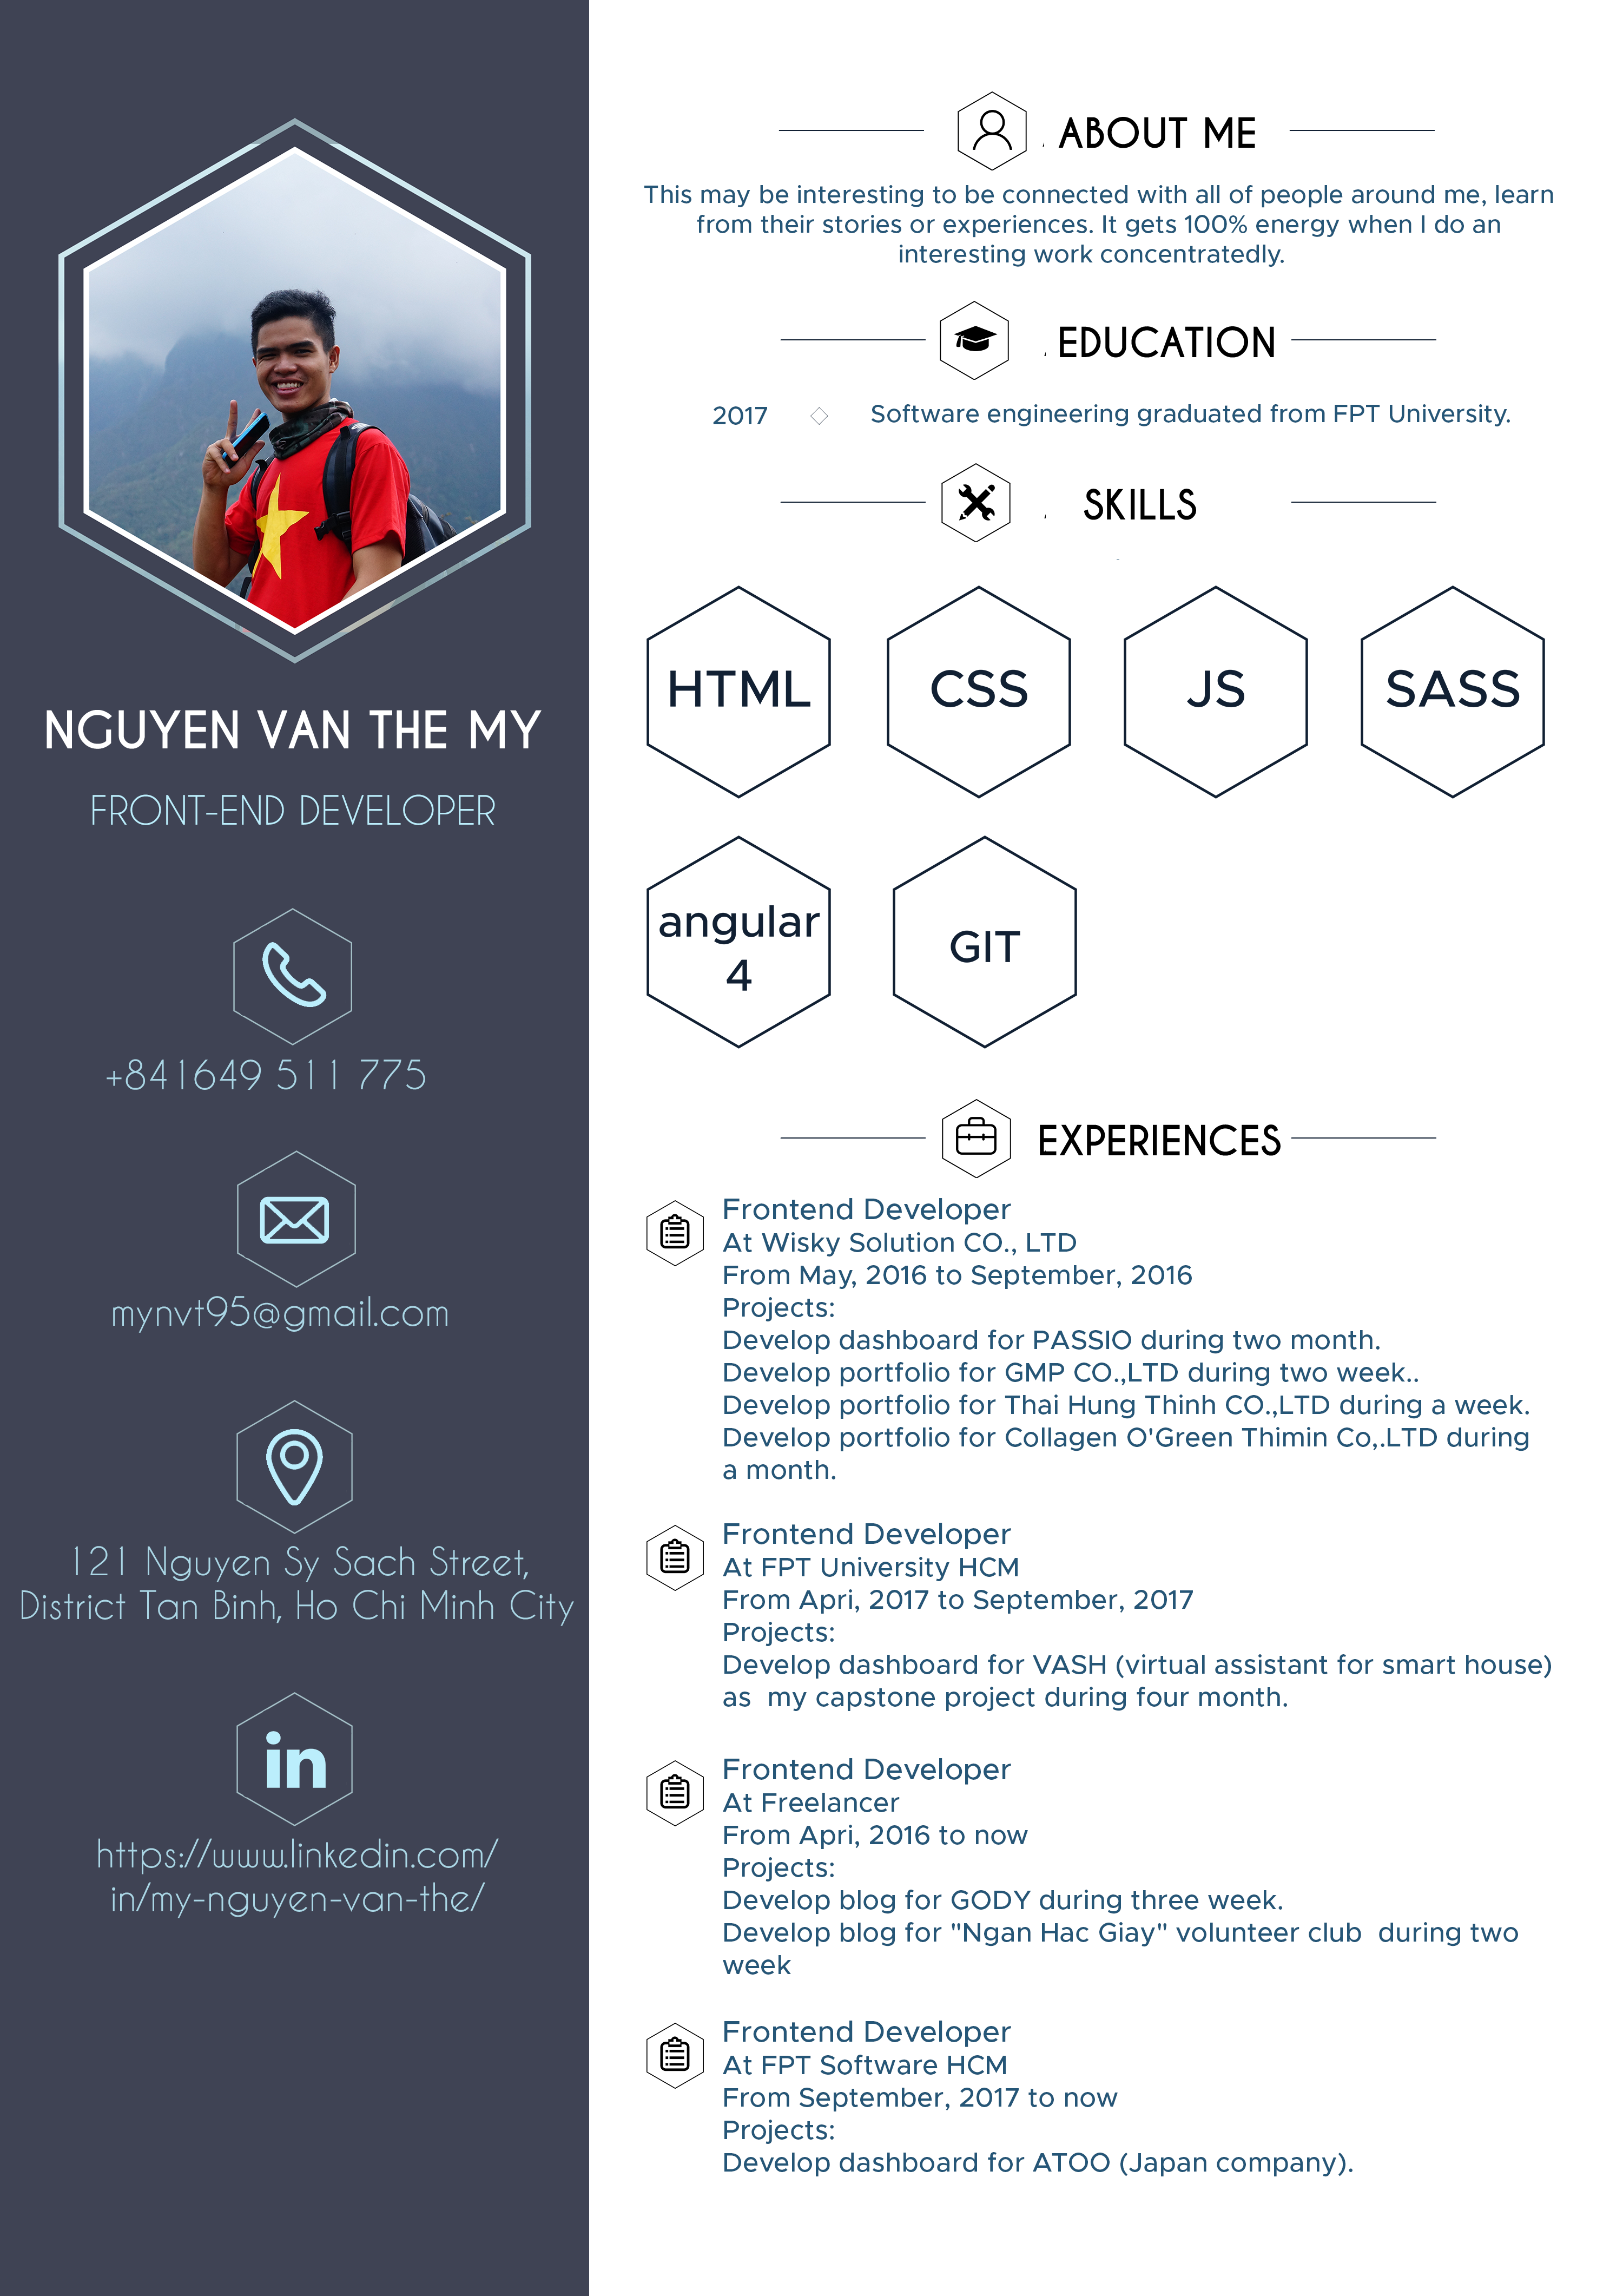 NGUYEN VAN THE MY
FRONT-END DEVELOPER
+841649 511 775
mynvt95@gmail.com
121 Nguyen Sy Sach Street,
District Tan Binh, Ho Chi Minh City
in
https://www.linkedin.com/
in/my-nguyen-van-the/
ABOUT ME
This may be interesting to be connected with all of people around me, learn
from their stories or experiences. It gets 100% energy when I do an
interesting work concentratedly.
EDUCATION
2017 Software engineering graduated from FPT University.
SKILLS
HTML CSS JS SASS
angular
4
GIT
EXPERIENCES
Frontend Developer
At Wisky Solution CO., LTD
From May, 2016 to September, 2016
Projects:
Develop dashboard for PASSIO during two month.
Develop portfolio for GMP CO.,LTD during two week..
Develop portfolio for Thai Hung Thinh CO.,LTD during a week.
Develop portfolio for Collagen O'Green Thimin Co,.LTD during
a month.
Frontend Developer
At FPT University HCM
From Apri, 2017 to September, 2017
Projects:
Develop dashboard for VASH (virtual assistant for smart house)
as  my capstone project during four month.
Frontend Developer
At Freelancer
From Apri, 2016 to now
Projects:
Develop blog for GODY during three week.
Develop blog for "Ngan Hac Giay" volunteer club  during two
week
Frontend Developer
At FPT Software HCM
From September, 2017 to now
Projects:
Develop dashboard for ATOO (Japan company).